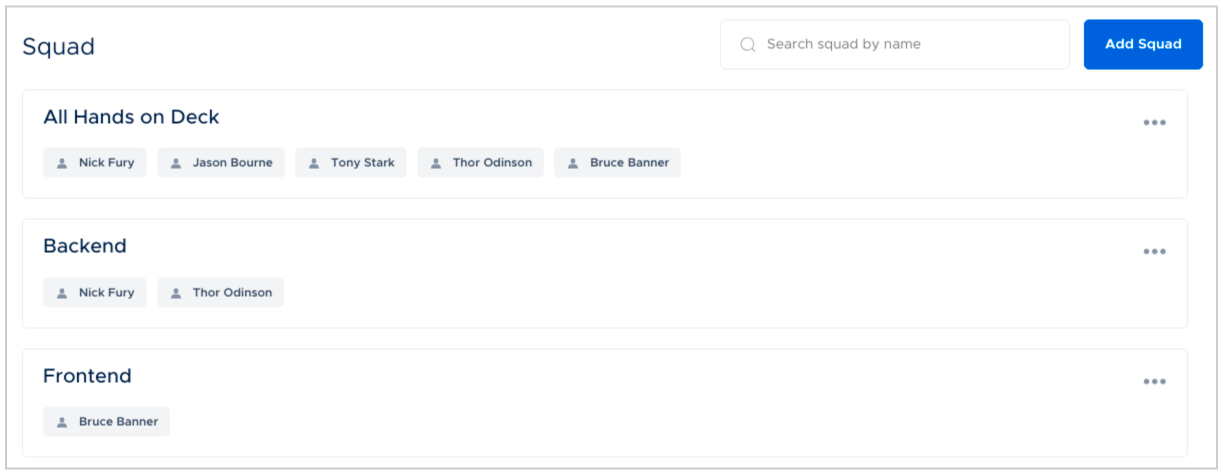 Squad
Search squad by name
Add Squad
All Hands on Deck
Nick Fury Jason Bourne Tony Stark Thor Odinson Bruce Banner
Backend
Nick Fury Thor Odinson
Frontend
Bruce Banner